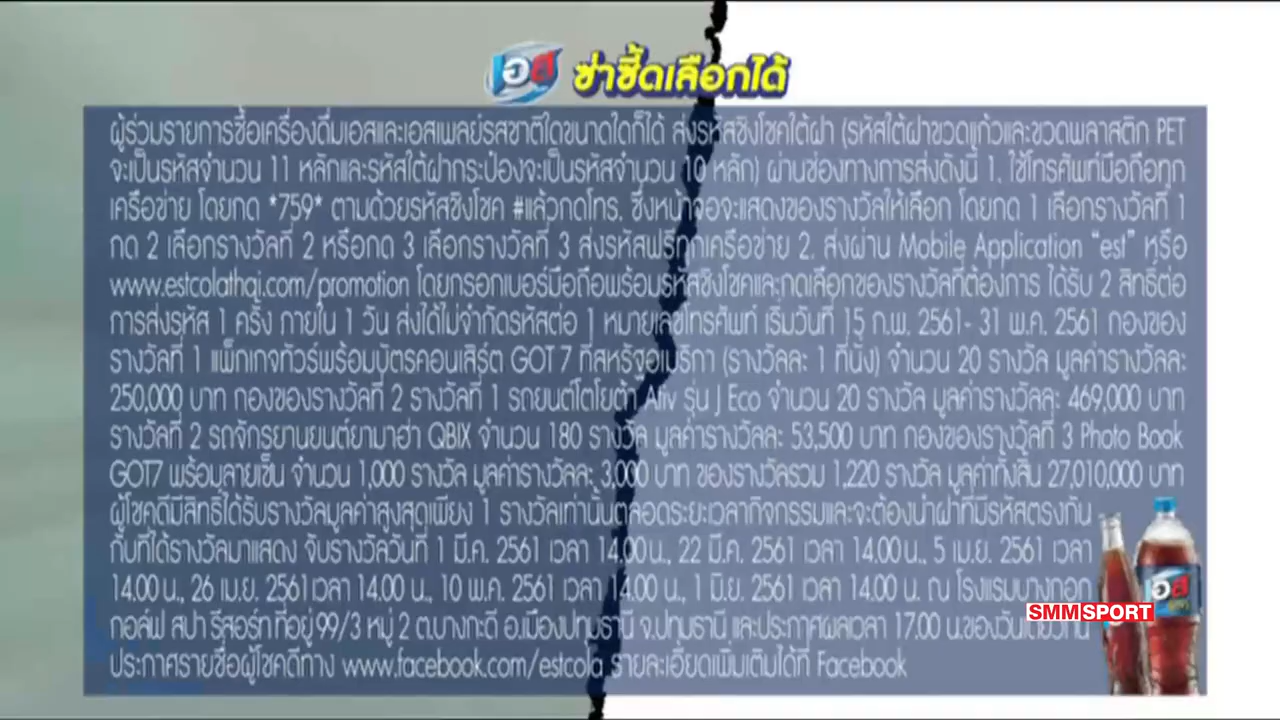 เอส ซ่าชี้ดเลือกได้
ผู้ร่วมรายการซื้อเครื่องดื่มเอสและเอสเพลย์รสชาติใดขนาดใดก็ได้ ส่งรหัสชิงโชคใต้ฝา (รหัสใต้ฝาขวดแก้วและขวดพลาสติก PET
จะเป็นรหัสจำนวน 11 หลักและรหัสใต้ฝากระป๋องจะเป็นรหัสจำนวน 10 หลัก) ผ่านช่องทางการส่งดังนี้ 1. ใช้โทรศัพท์มือถือทุก
เครือข่าย โดยกด *759* ตามด้วยรหัสชิงโชค #แล้วกดโทร. ซึ่งหน้าจอจะแสดงของรางวัลให้เลือก โดยกด 1 เลือกรางวัลที่ 1
กด 2 เลือกรางวัลที่ 2 หรือกด 3 เลือกรางวัลที่ 3 ส่งรหัสฟรีทุกเครือข่าย 2. ส่งผ่าน Mobile Application “est” หรือ
www.estcolathai.com/promotion โดยกรอกเบอร์มือถือพร้อมรหัสชิงโชคและกดเลือกของรางวัลที่ต้องการ ได้รับ 2 สิทธิ์ต่อ
การส่งรหัส 1 ครั้ง ภายใน 1 วัน ส่งได้ไม่จำกัดรหัสต่อ 1 หมายเลขโทรศัพท์ เริ่มวันที่ 15 ก.พ. 2561- 31 พ.ค. 2561 กองของ
รางวัลที่ 1 แพ็กเกจทัวร์พร้อมบัตรคอนเสิร์ต GOT 7 ที่สหรัฐอเมริกา (รางวัลละ 1 ที่นั่ง) จำนวน 20 รางวัล มูลค่ารางวัลละ
250,000 บาท กองของรางวัลที่ 2 รางวัลที่ 1 รถยนต์โตโยต้า Ativ รุ่น J Eco จำนวน 20 รางวัล มูลค่ารางวัลละ 469,000 บาท
รางวัลที่ 2 รถจักรยานยนต์ยามาฮ่า QBIX จำนวน 180 รางวัล มูลค่ารางวัลละ 53,500 บาท กองของรางวัลที่ 3 Photo Book
GOT7 พร้อมลายเซ็น จำนวน 1,000 รางวัล มูลค่ารางวัลละ 3,000 บาท ของรางวัลรวม 1,220 รางวัล มูลค่าทั้งสิ้น 27,010,000 บาท
ผู้โชคดีมีสิทธิ์ได้รับรางวัลมูลค่าสูงสุดเพียง 1 รางวัลเท่านั้นตลอดระยะเวลากิจกรรมและจะต้องนำฝาที่มีรหัสตรงกัน
กับที่ได้รางวัลมาแสดง จับรางวัลวันที่ 1 มี.ค. 2561 เวลา 14.00 น., 22 มี.ค. 2561 เวลา 14.00 น., 5 เม.ย. 2561 เวลา
14.00 น., 26 เม.ย. 2561 เวลา 14.00 น., 10 พ.ค. 2561 เวลา 14.00 น., 1 มิ.ย. 2561 เวลา 14.00 น. ณ โรงแรมบางกอก
กอล์ฟ สปา รีสอร์ท ที่อยู่ 99/3 หมู่ 2 ต.บางกะดี อ.เมืองปทุมธานี จ.ปทุมธานี และประกาศผลเวลา 17.00 น.ของวันเดียวกัน
ประกาศรายชื่อผู้โชคดีทาง www.facebook.com/estcola รายละเอียดเพิ่มเติมได้ที่ Facebook
เอส
SMMSPORT